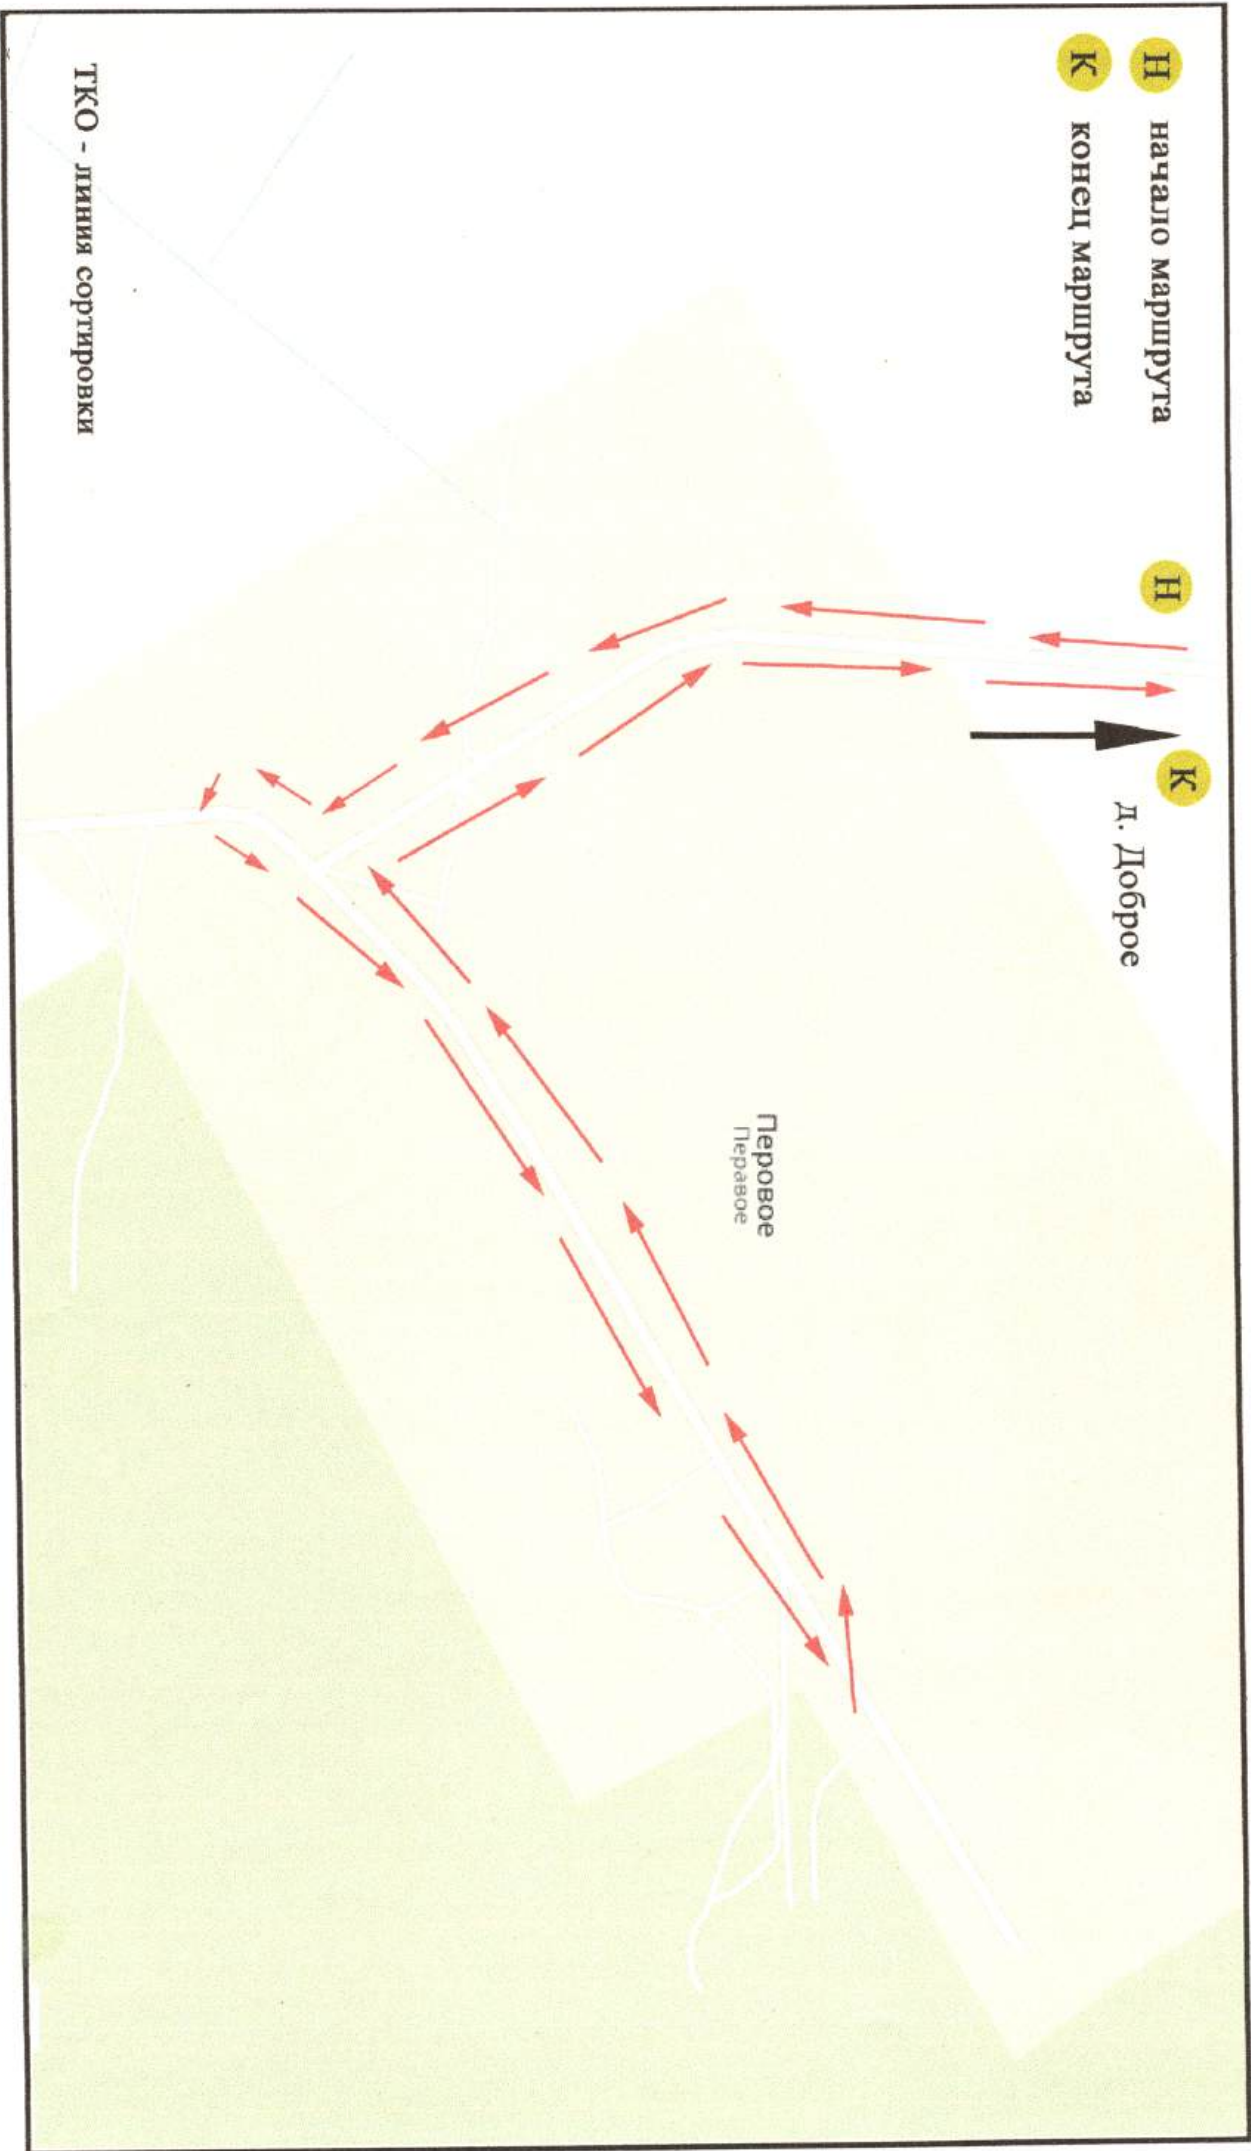 Н начало маршрута
К конец маршрута
Н
К
д. Доброе
Перовое
Перавое
ТКО - линия сортировки